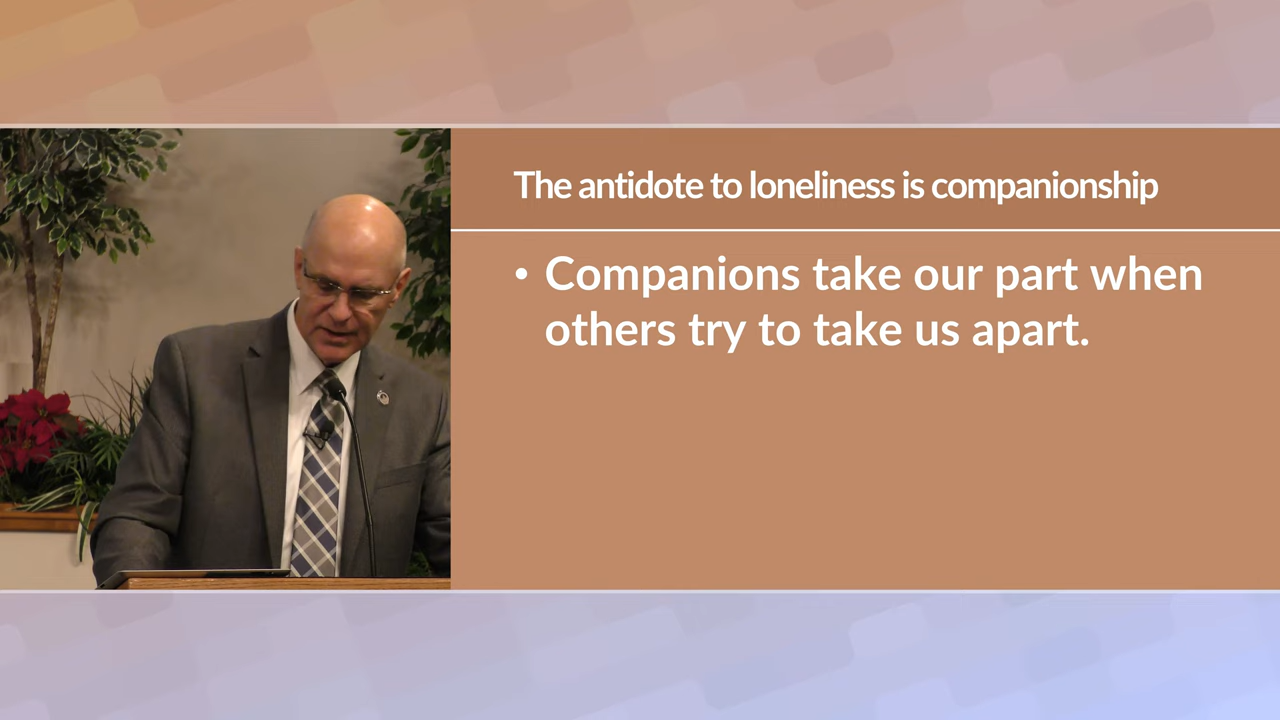 The antidote to loneliness is companionship
• Companions take our part when
others try to take us apart.